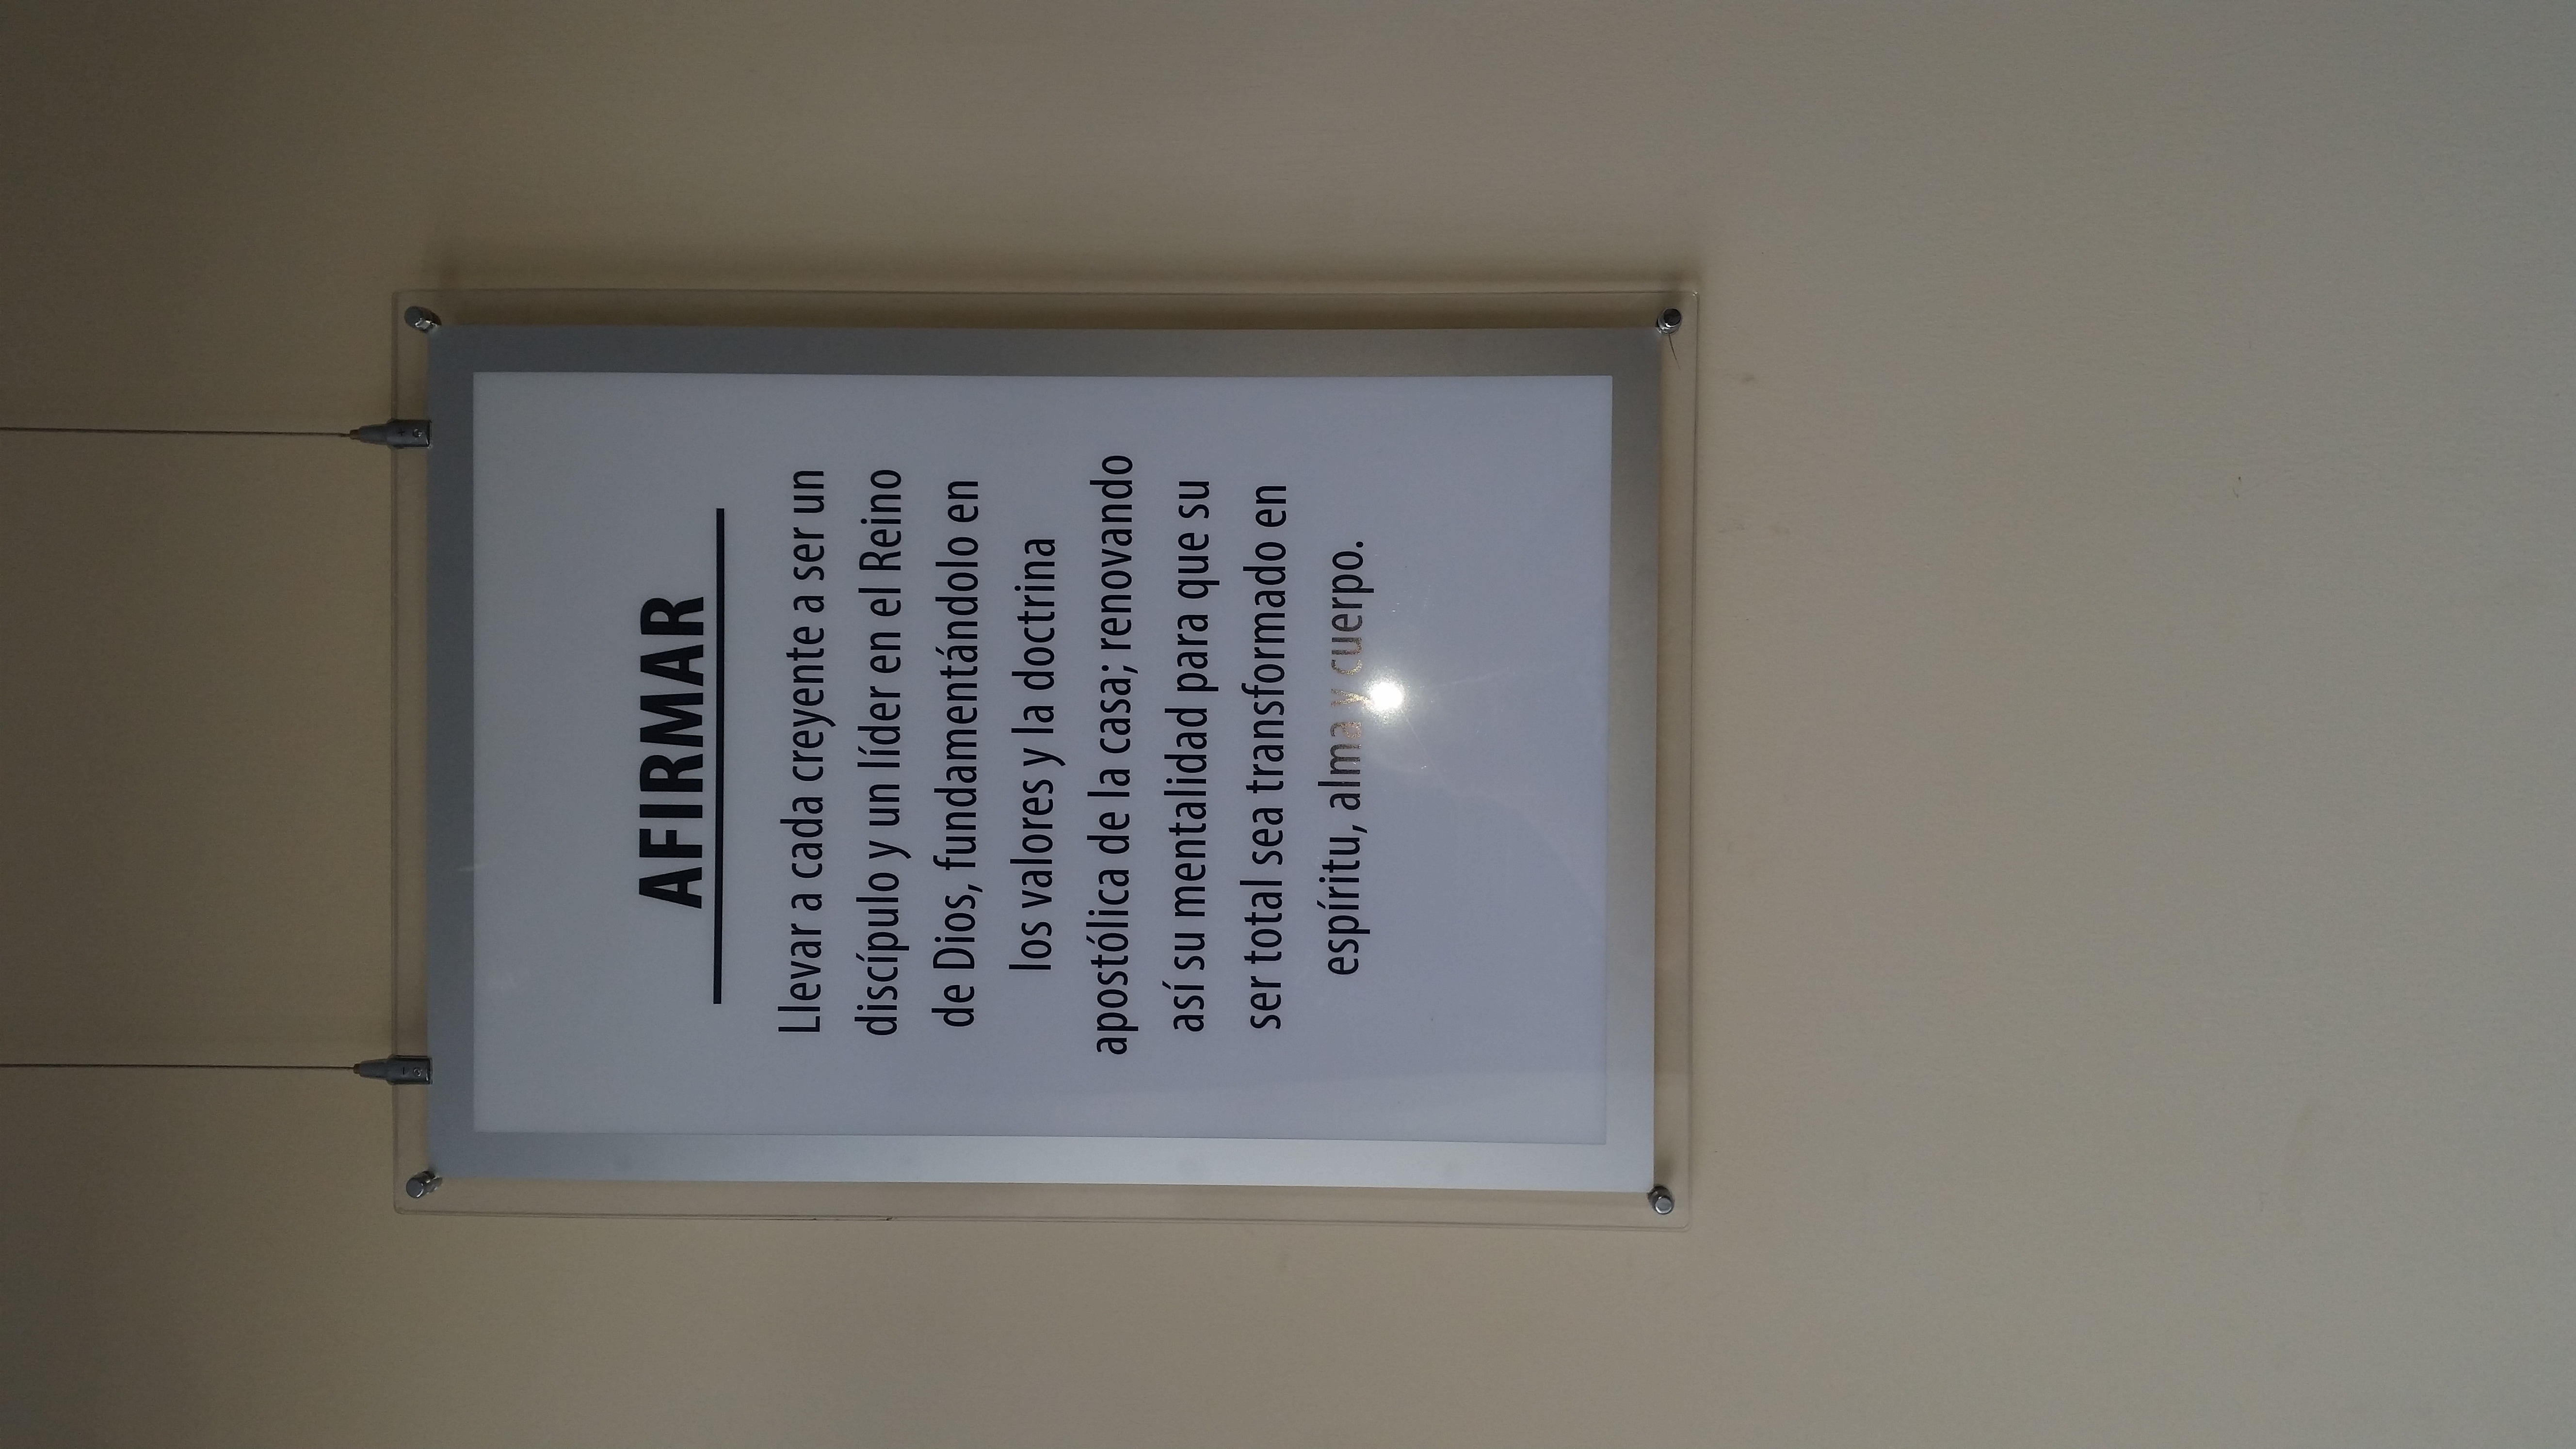 AFIRMAR
Llevar a cada creyente a ser un
discípulo y un líder en el Reino
de Dios, fundamentándolo en
los valores y la doctrina
apostólica de la casa; renovando
así su mentalidad para que su
ser total sea transformado en
espíritu, alma y cuerpo.